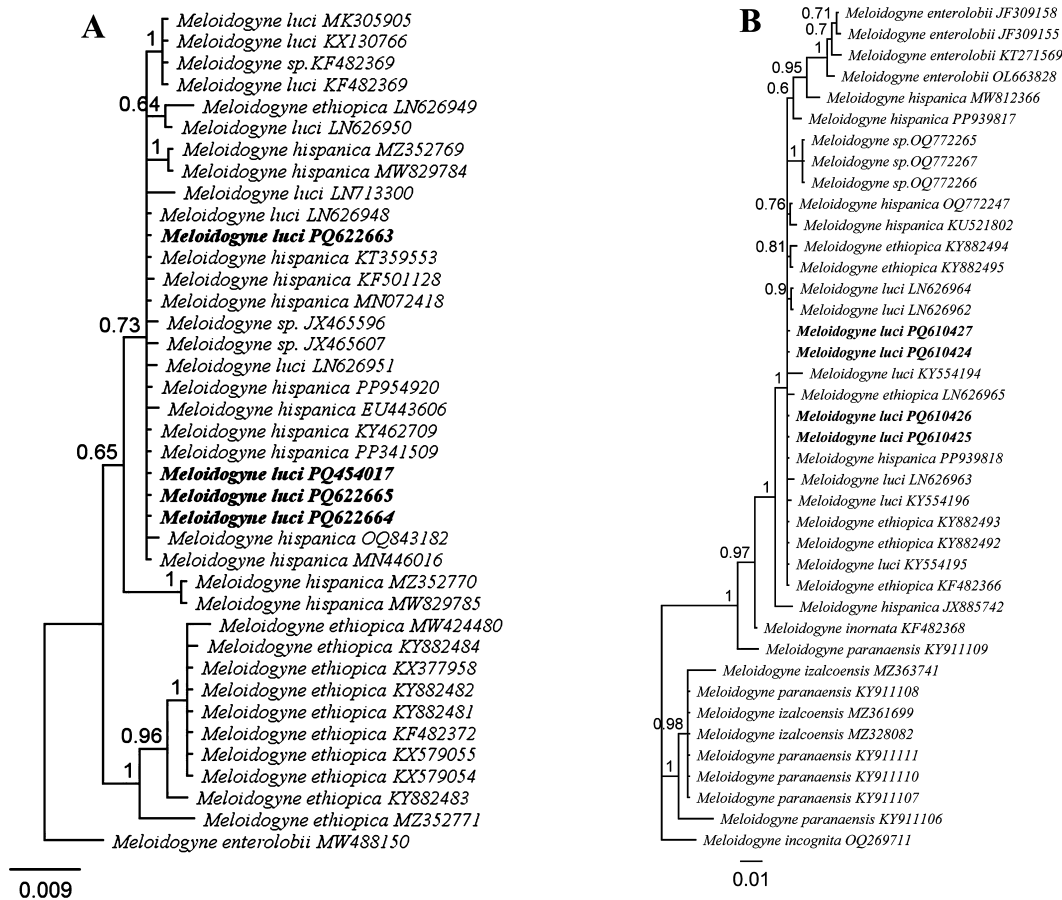 A
Meloidogyne luci MK305905
1
Meloidogyne luci KX130766
Meloidogyne sp.KF482369
Meloidogyne luci KF482369
0.64
Meloidogyne ethiopica LN626949
Meloidogyne luci LN626950
1
Meloidogyne hispanica MZ352769
Meloidogyne hispanica MW829784
Meloidogyne luci LN713300
Meloidogyne luci LN626948
Meloidogyne luci PQ622663
Meloidogyne hispanica KT359553
Meloidogyne hispanica KF501128
Meloidogyne hispanica MN072418
0.73
Meloidogyne sp. JX465596
Meloidogyne sp. JX465607
Meloidogyne luci LN626951
Meloidogyne hispanica PP954920
Meloidogyne hispanica EU443606
Meloidogyne hispanica KY462709
0.65
Meloidogyne hispanica PP341509
Meloidogyne luci PQ454017
Meloidogyne luci PQ622665
Meloidogyne luci PQ622664
Meloidogyne hispanica OQ843182
Meloidogyne hispanica MN446016
1
Meloidogyne hispanica MZ352770
Meloidogyne hispanica MW829785
Meloidogyne ethiopica MW424480
Meloidogyne ethiopica KY882484
Meloidogyne ethiopica KX377958
1
Meloidogyne ethiopica KY882482
Meloidogyne ethiopica KY882481
0.96
Meloidogyne ethiopica KF482372
Meloidogyne ethiopica KX579055
1
Meloidogyne ethiopica KX579054
Meloidogyne ethiopica KY882483
Meloidogyne ethiopica MZ352771
Meloidogyne enterolobii MW488150
0.009
B
0.71
Meloidogyne enterolobii JF309158
0.7
Meloidogyne enterolobii JF309155
1
Meloidogyne enterolobii KT271569
0.95
Meloidogyne enterolobii OL663828
0.6
Meloidogyne hispanica MW812366
Meloidogyne hispanica PP939817
Meloidogyne sp.OQ772265
1
Meloidogyne sp.OQ772267
Meloidogyne sp.OQ772266
0.76
Meloidogyne hispanica OQ772247
Meloidogyne hispanica KU521802
0.81
Meloidogyne ethiopica KY882494
Meloidogyne ethiopica KY882495
0.9
Meloidogyne luci LN626964
Meloidogyne luci LN626962
Meloidogyne luci PQ610427
Meloidogyne luci PQ610424
1
Meloidogyne luci KY554194
Meloidogyne ethiopica LN626965
Meloidogyne luci PQ610426
Meloidogyne luci PQ610425
Meloidogyne hispanica PP939818
1
Meloidogyne luci LN626963
Meloidogyne luci KY554196
Meloidogyne ethiopica KY882493
Meloidogyne ethiopica KY882492
0.97
Meloidogyne luci KY554195
Meloidogyne ethiopica KF482366
1
Meloidogyne hispanica JX885742
Meloidogyne inornata KF482368
Meloidogyne paranaensis KY911109
Meloidogyne izalcoensis MZ363741
Meloidogyne paranaensis KY911108
Meloidogyne izalcoensis MZ361699
0.98
Meloidogyne izalcoensis MZ328082
Meloidogyne paranaensis KY911111
1
Meloidogyne paranaensis KY911110
Meloidogyne paranaensis KY911107
Meloidogyne paranaensis KY911106
Meloidogyne incognita OQ269711
0.01